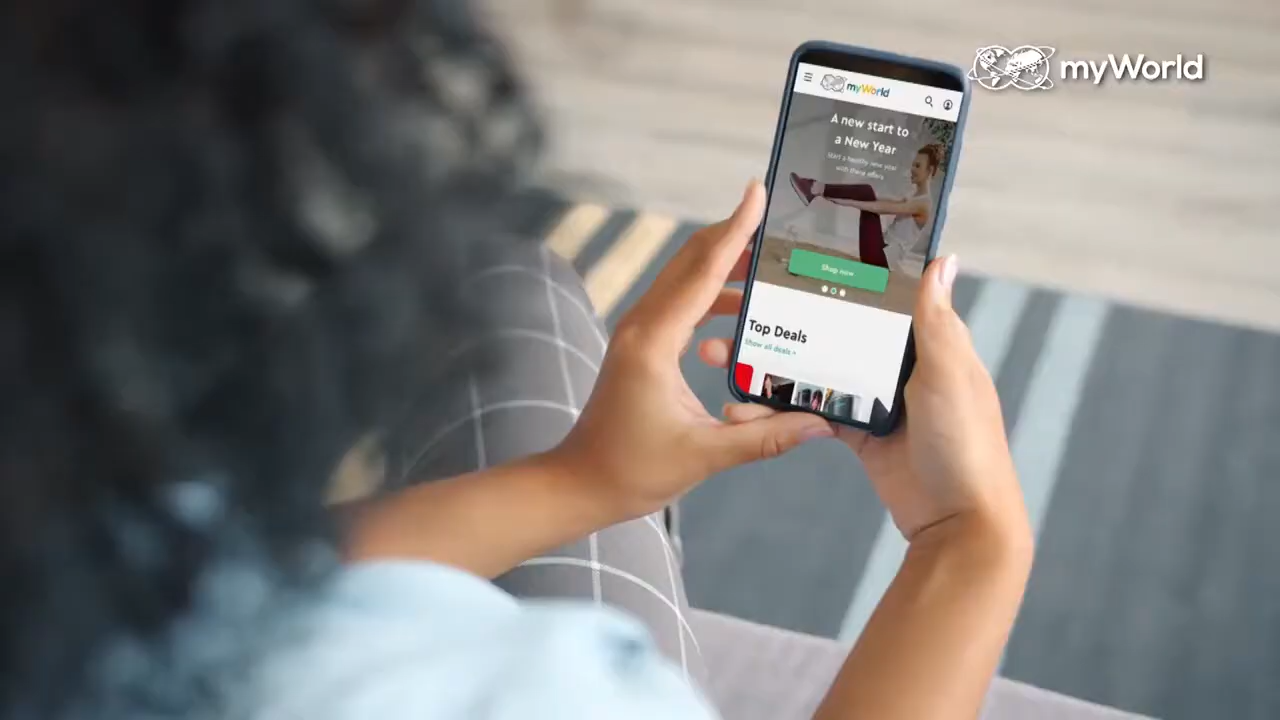 myWorld
myWorld
A new start to
a New Year
Start a healthy new year
with these offers
Shop now
Top Deals
Show all deals >